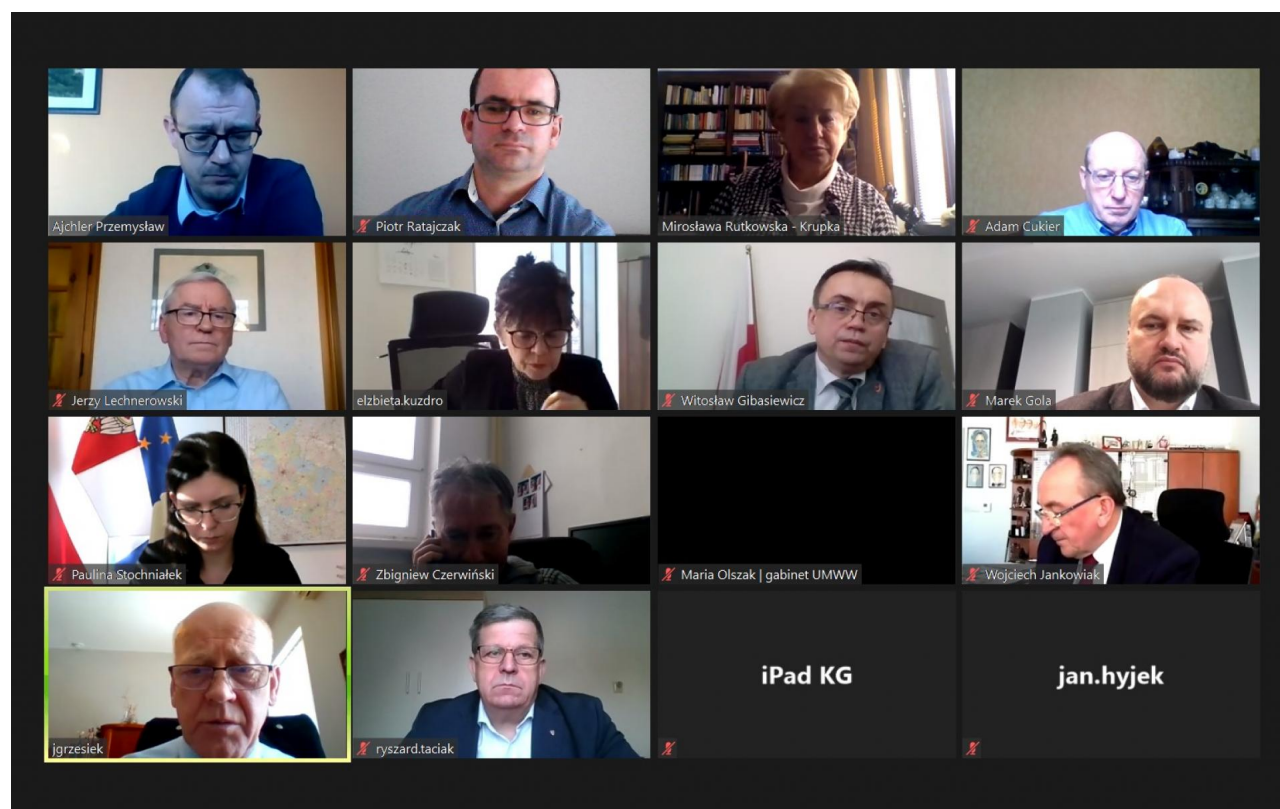 Ajchler Przemysław
Piotr Ratajczak
Mirosława Rutkowska - Krupka
Adam Cukier
Jerzy Lechnerowski
elzbieta.kuzdro
Witosław Gibasiewicz
Marek Gola
Paulina Stochniałek
Zbigniew Czerwiński
Maria Olszak | gabinet UMWW
Wojciech Jankowiak
jgrzesiek
ryszard.taciak
iPad KG
jan.hyjek